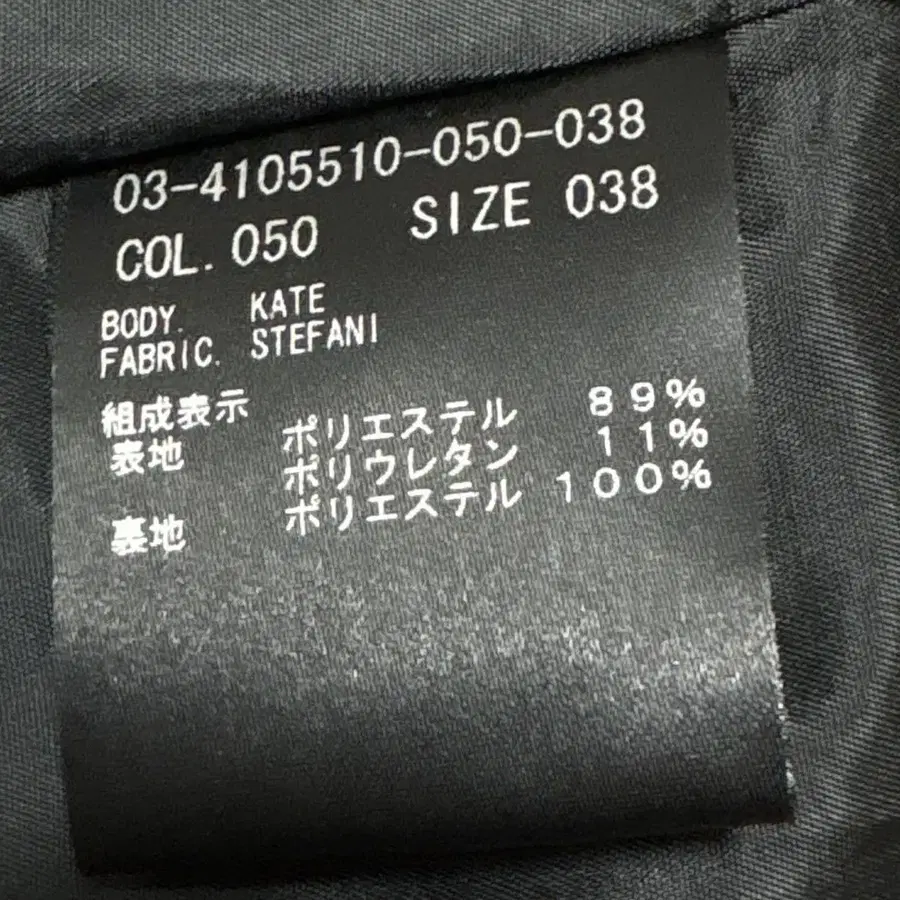 03-4105510-050-038
COL. 050 SIZE 038
BODY. KATE
FABRIC. STEFANI
組成表示
表地 ポリエステル 89%
ポリウレタン 11%
裏地 ポリエステル 100%